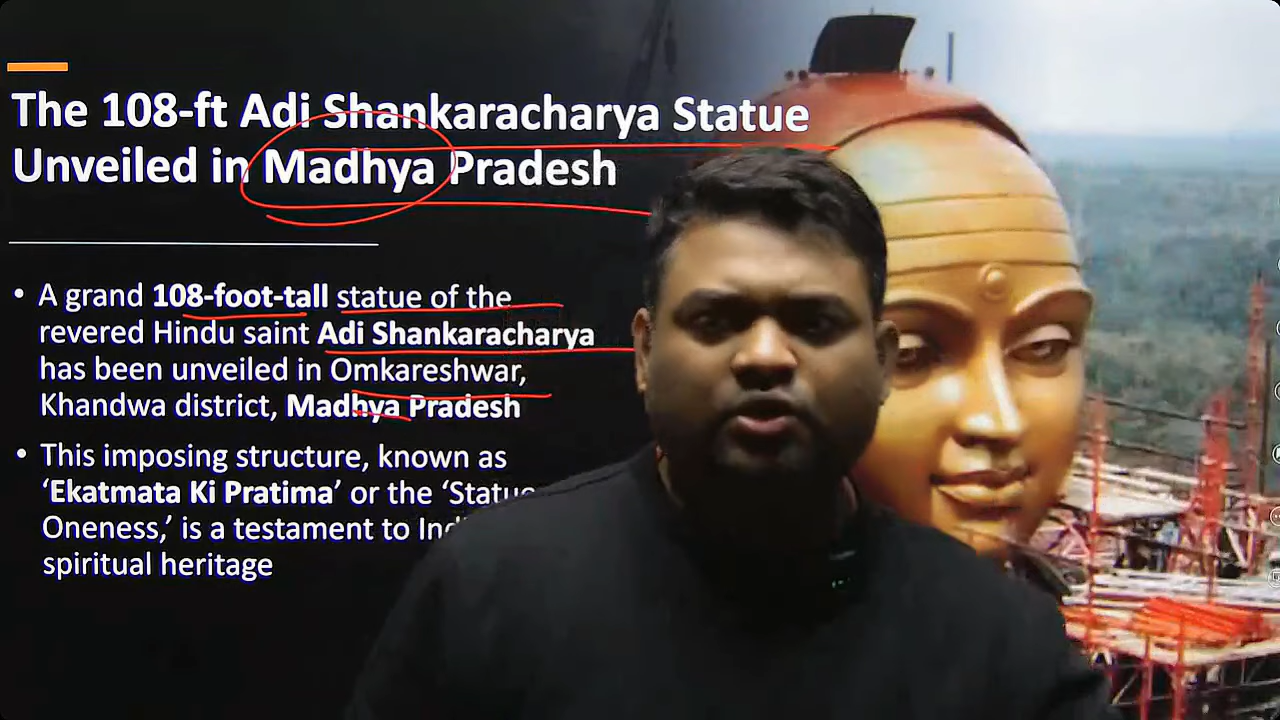 The 108-ft Adi Shankaracharya Statue
Unveiled in Madhya Pradesh
• A grand 108-foot-tall statue of the
revered Hindu saint Adi Shankaracharya
has been unveiled in Omkareshwar,
Khandwa district, Madhya Pradesh
• This imposing structure, known as
‘Ekatmata Ki Pratima’ or the ‘Statue
Oneness,’ is a testament to
spiritual heritage